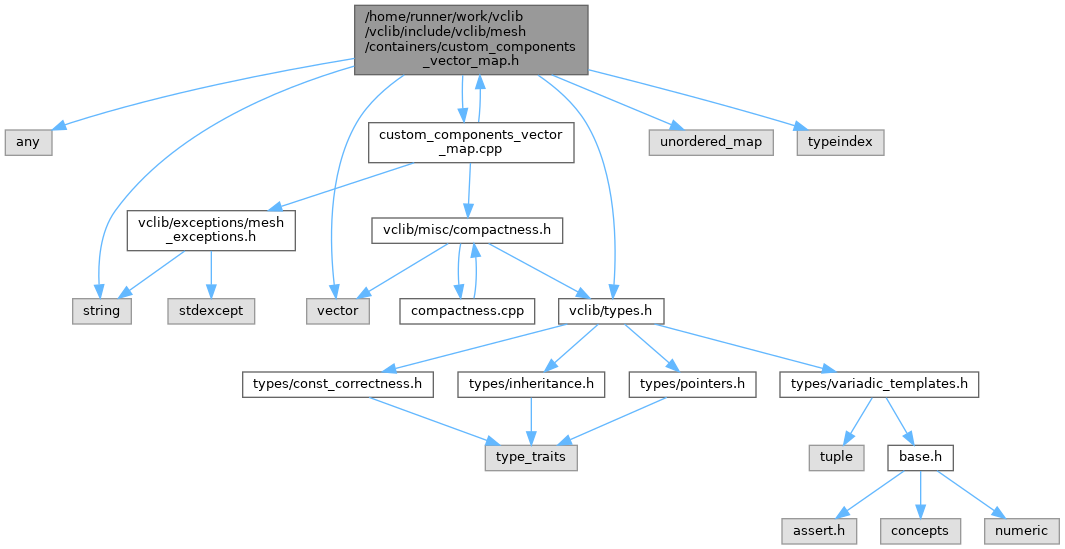 /home/runner/work/vclib
/vclib/include/vclib/mesh
/containers/custom_components
_vector_map.h
any
custom_components_vector
_map.cpp
unordered_map
typeindex
vclib/exceptions/mesh
_exceptions.h
vclib/misc/compactness.h
string
stdexcept
vector
compactness.cpp
vclib/types.h
types/const_correctness.h
types/inheritance.h
types/pointers.h
types/variadic_templates.h
type_traits
tuple
base.h
assert.h
concepts
numeric